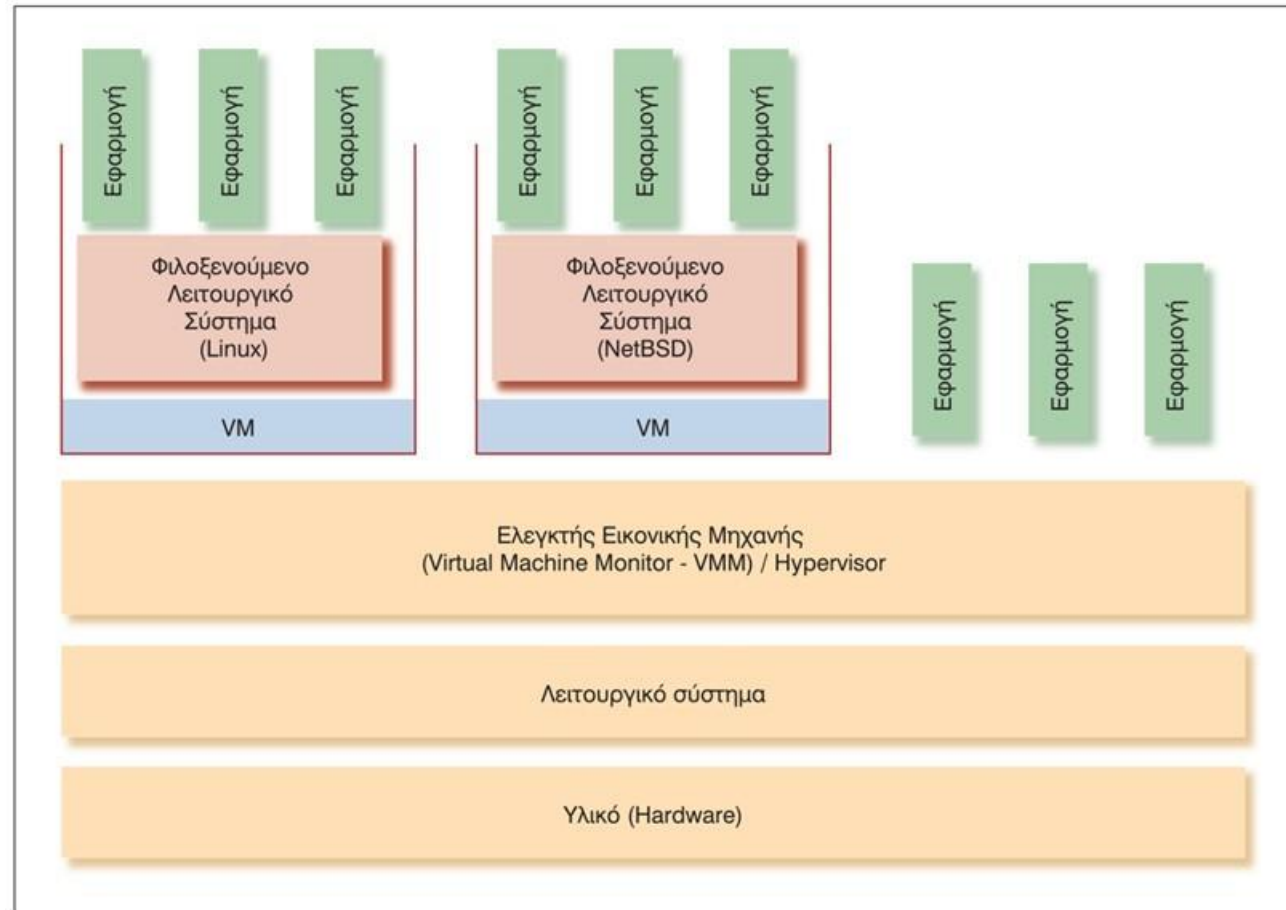 Εφαρμογή
Εφαρμογή
Εφαρμογή
Εφαρμογή
Εφαρμογή
Εφαρμογή
Φιλοξενούμενο
Λειτουργικό
Σύστημα
(Linux)
Φιλοξενούμενο
Λειτουργικό
Σύστημα
(NetBSD)
Εφαρμογή
Εφαρμογή
Εφαρμογή
VM
VM
Ελεγκτής Εικονικής Μηχανής
(Virtual Machine Monitor - VMM) / Hypervisor
Λειτουργικό σύστημα
Υλικό (Hardware)